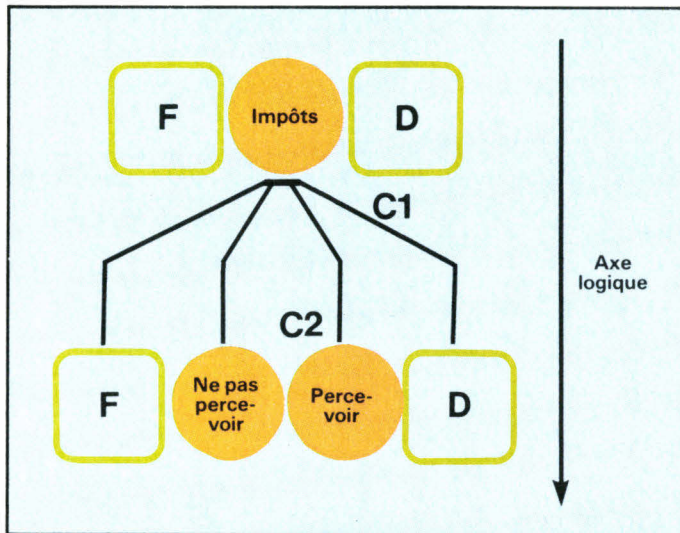 F
Impôts
D
C1
Axe
logique
C2
F
Ne pas
perce-
voir
Perce-
voir
D